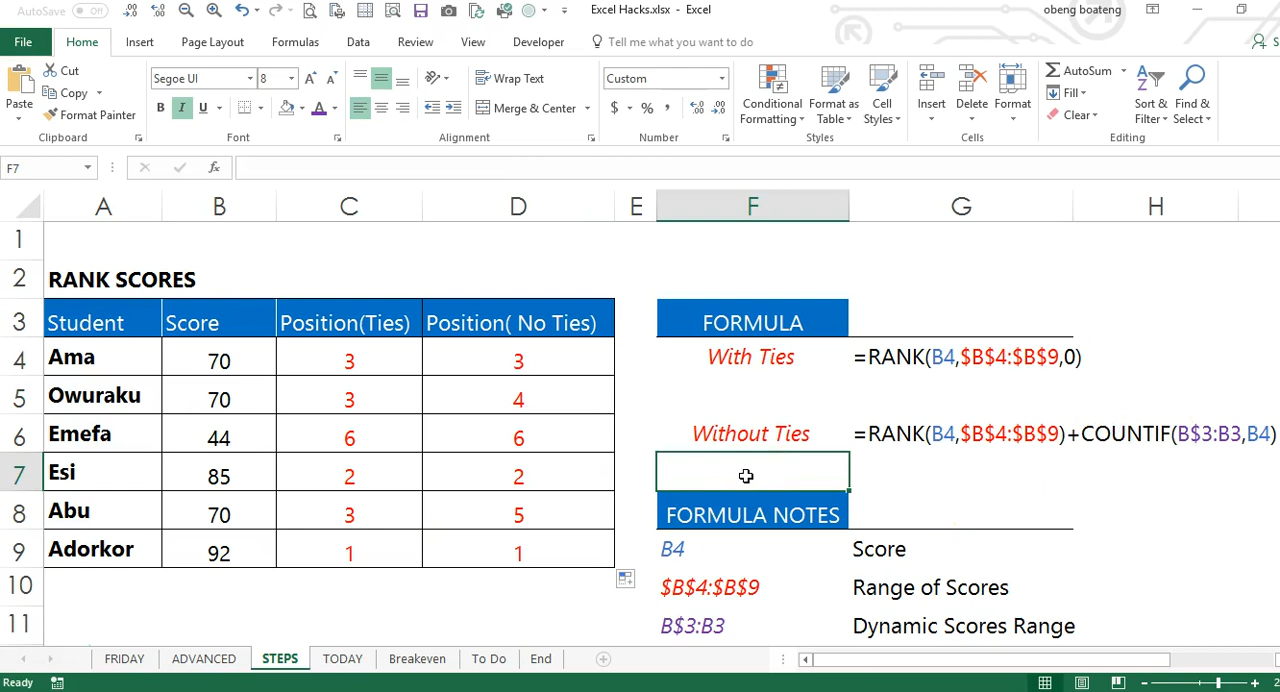 AutoSave Off Excel Hacks.xlsx - Excel obeng boateng
File Home Insert Page Layout Formulas Data Review View Developer Tell me what you want to do S
Paste Cut Copy Format Painter Clipboard
Segoe UI 8 A A B I U A Font
Wrap Text Merge & Center Alignment
Custom $ % , Number
Conditional Formatting Format as Table Cell Styles Styles
Insert Delete Format Cells
AutoSum Fill Clear Sort & Filter Find & Select Editing
F7 fx
A B C D E F G H
1
2 RANK SCORES
3 Student Score Position(Ties) Position( No Ties) FORMULA
4 Ama 70 3 3 With Ties =RANK(B4,$B$4:$B$9,0)
5 Owuraku 70 3 4
6 Emefa 44 6 6 Without Ties =RANK(B4,$B$4:$B$9)+COUNTIF(B$3:B3,B4)
7 Esi 85 2 2
8 Abu 70 3 5 FORMULA NOTES
9 Adorkor 92 1 1 B4 Score
10 $B$4:$B$9 Range of Scores
11 B$3:B3 Dynamic Scores Range
FRIDAY ADVANCED STEPS TODAY Breakeven To Do End
Ready 2